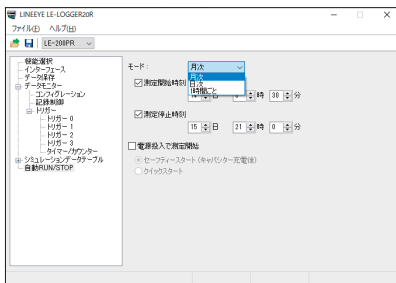 LINEEYE LE-LOGGER20R
ファイル(F) ヘルプ(H)
LE-200PR
機能選択
インターフェース
データ保存
データモニター
コンフィグレーション
記録制御
トリガー
トリガー 0
トリガー 1
トリガー 2
トリガー 3
タイマー/カウンター
シミュレーションデータテーブル
自動RUN/STOP
モード: 月次
月次
日次
1時間ごと
測定開始時刻
日 時 30 分
測定停止時刻
15 日 21 時 0 分
電源投入で測定開始
セーフティースタート (キャパシター充電後)
クイックスタート